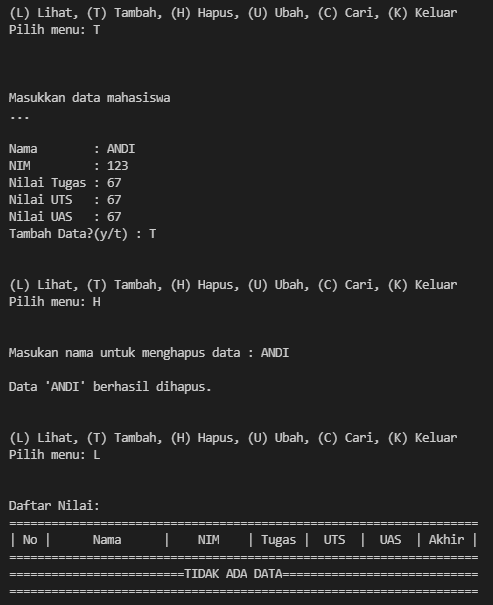 (L) Lihat, (T) Tambah, (H) Hapus, (U) Ubah, (C) Cari, (K) Keluar
Pilih menu: T
Masukkan data mahasiswa
...
Nama        : ANDI
NIM         : 123
Nilai Tugas : 67
Nilai UTS   : 67
Nilai UAS   : 67
Tambah Data?(y/t) : T
(L) Lihat, (T) Tambah, (H) Hapus, (U) Ubah, (C) Cari, (K) Keluar
Pilih menu: H
Masukan nama untuk menghapus data : ANDI
Data 'ANDI' berhasil dihapus.
(L) Lihat, (T) Tambah, (H) Hapus, (U) Ubah, (C) Cari, (K) Keluar
Pilih menu: L
Daftar Nilai:
===================================================================
| No |      Nama      |    NIM    | Tugas |  UTS  |  UAS  | Akhir |
===================================================================
=========================TIDAK ADA DATA============================
===================================================================